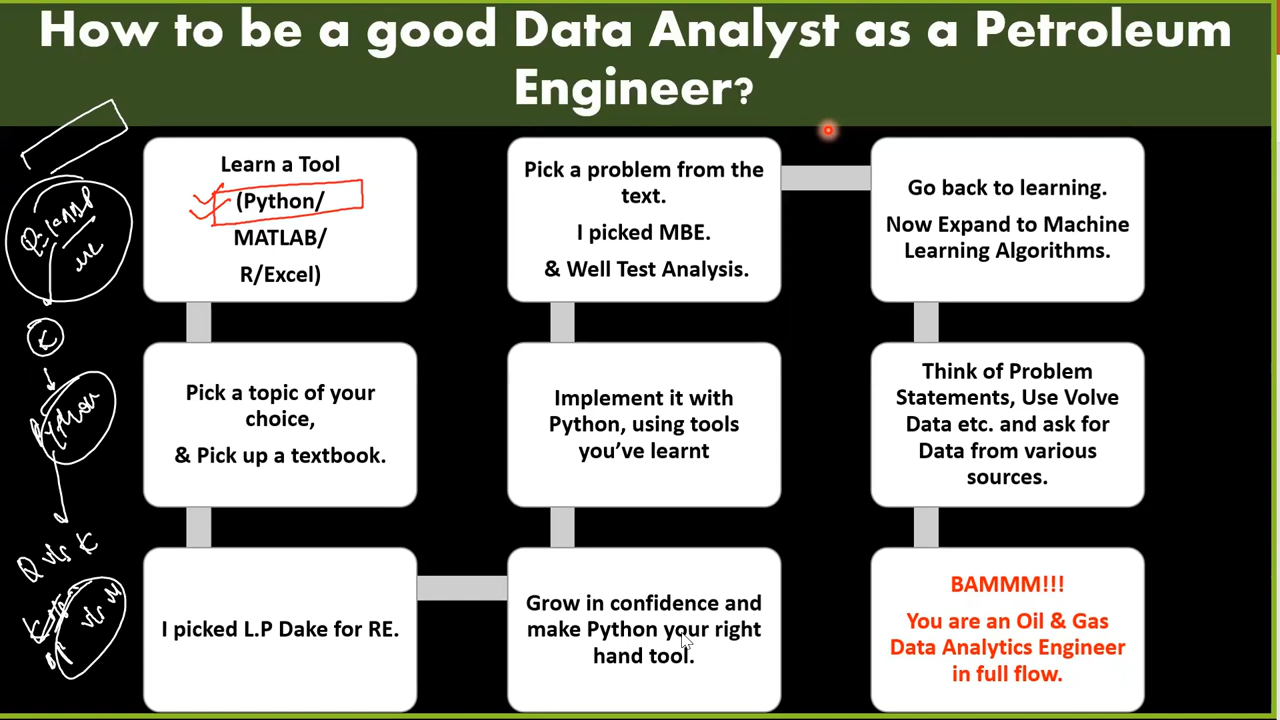 How to be a good Data Analyst as a Petroleum
Engineer?
Learn a Tool
(Python/
MATLAB/
R/Excel)
Pick a topic of your
choice,
& Pick up a textbook.
I picked L.P Dake for RE.
Grow in confidence and
make Python your right
hand tool.
Implement it with
Python, using tools
you've learnt
Pick a problem from the
text.
I picked MBE.
& Well Test Analysis.
Go back to learning.
Now Expand to Machine
Learning Algorithms.
Think of Problem
Statements, Use Volve
Data etc. and ask for
Data from various
sources.
BAMMM!!!
You are an Oil & Gas
Data Analytics Engineer
in full flow.
K
Python
Q v/s K